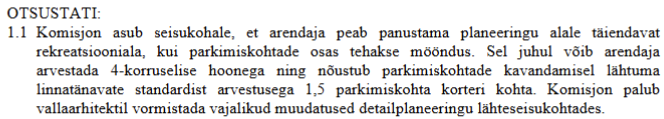 OTSUSTATI:
1.1 Komisjon asub seisukohale, et arendaja peab panustama planeeringu alale täiendavat
rekreatsiooniala, kui parkimiskohtade osas tehakse mööndus. Sel juhul võib arendaja
arvestada 4-korruselise hoonega ning nõustub parkimiskohtade kavandamisel lähtuma
linnatänavate standardist arvestusega 1,5 parkimiskohta korteri kohta. Komisjon palub
vallaarhitektil vormistada vajalikud muudatused detailplaneeringu lähteseisukohtades.